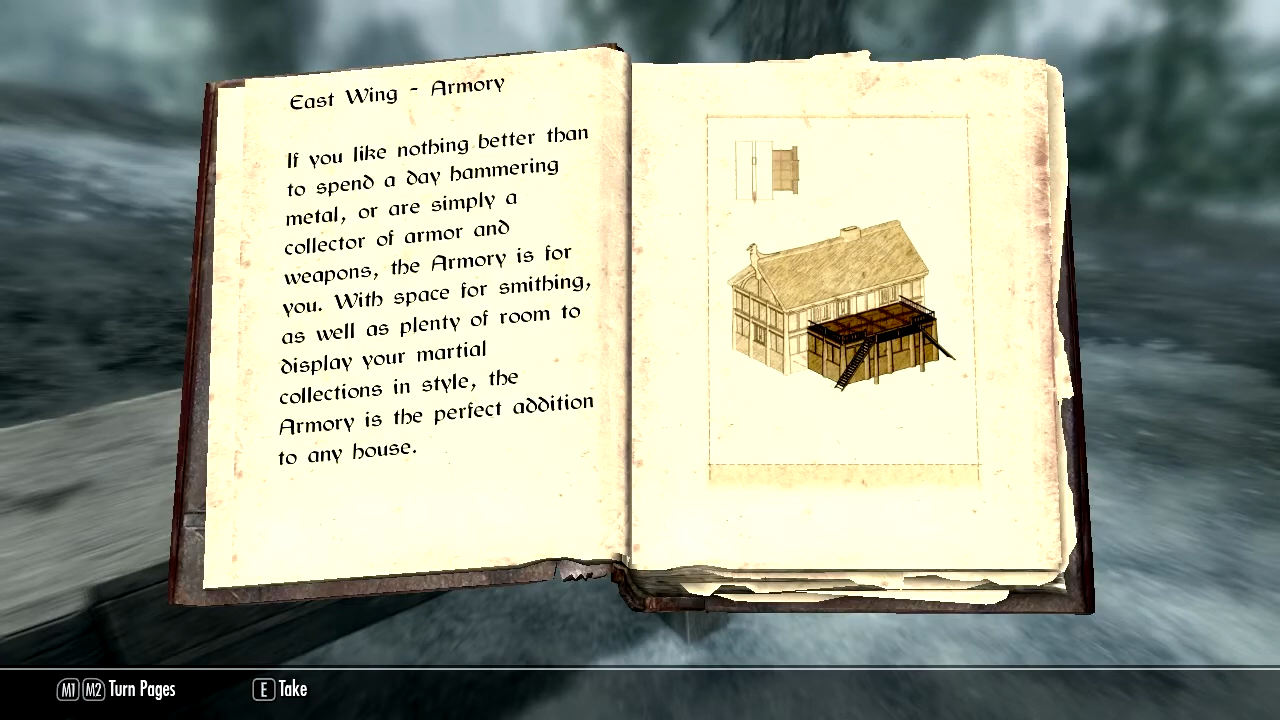 East Wing - Armory
If you like nothing better than
to spend a day hammering
metal, or are simply a
collector of armor and
weapons, the Armory is for
you. With space for smithing,
as well as plenty of room to
display your martial
collections in style, the
Armory is the perfect addition
to any house.
M1 M2 Turn Pages E Take